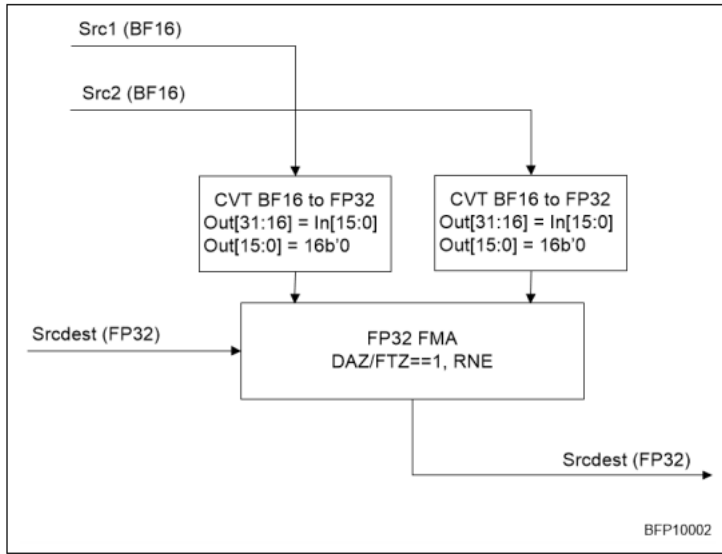 Src1 (BF16)
Src2 (BF16)
CVT BF16 to FP32
Out[31:16] = In[15:0]
Out[15:0] = 16b'0
CVT BF16 to FP32
Out[31:16] = In[15:0]
Out[15:0] = 16b'0
Srcdest (FP32)
FP32 FMA
DAZ/FTZ==1, RNE
Srcdest (FP32)
BFP10002